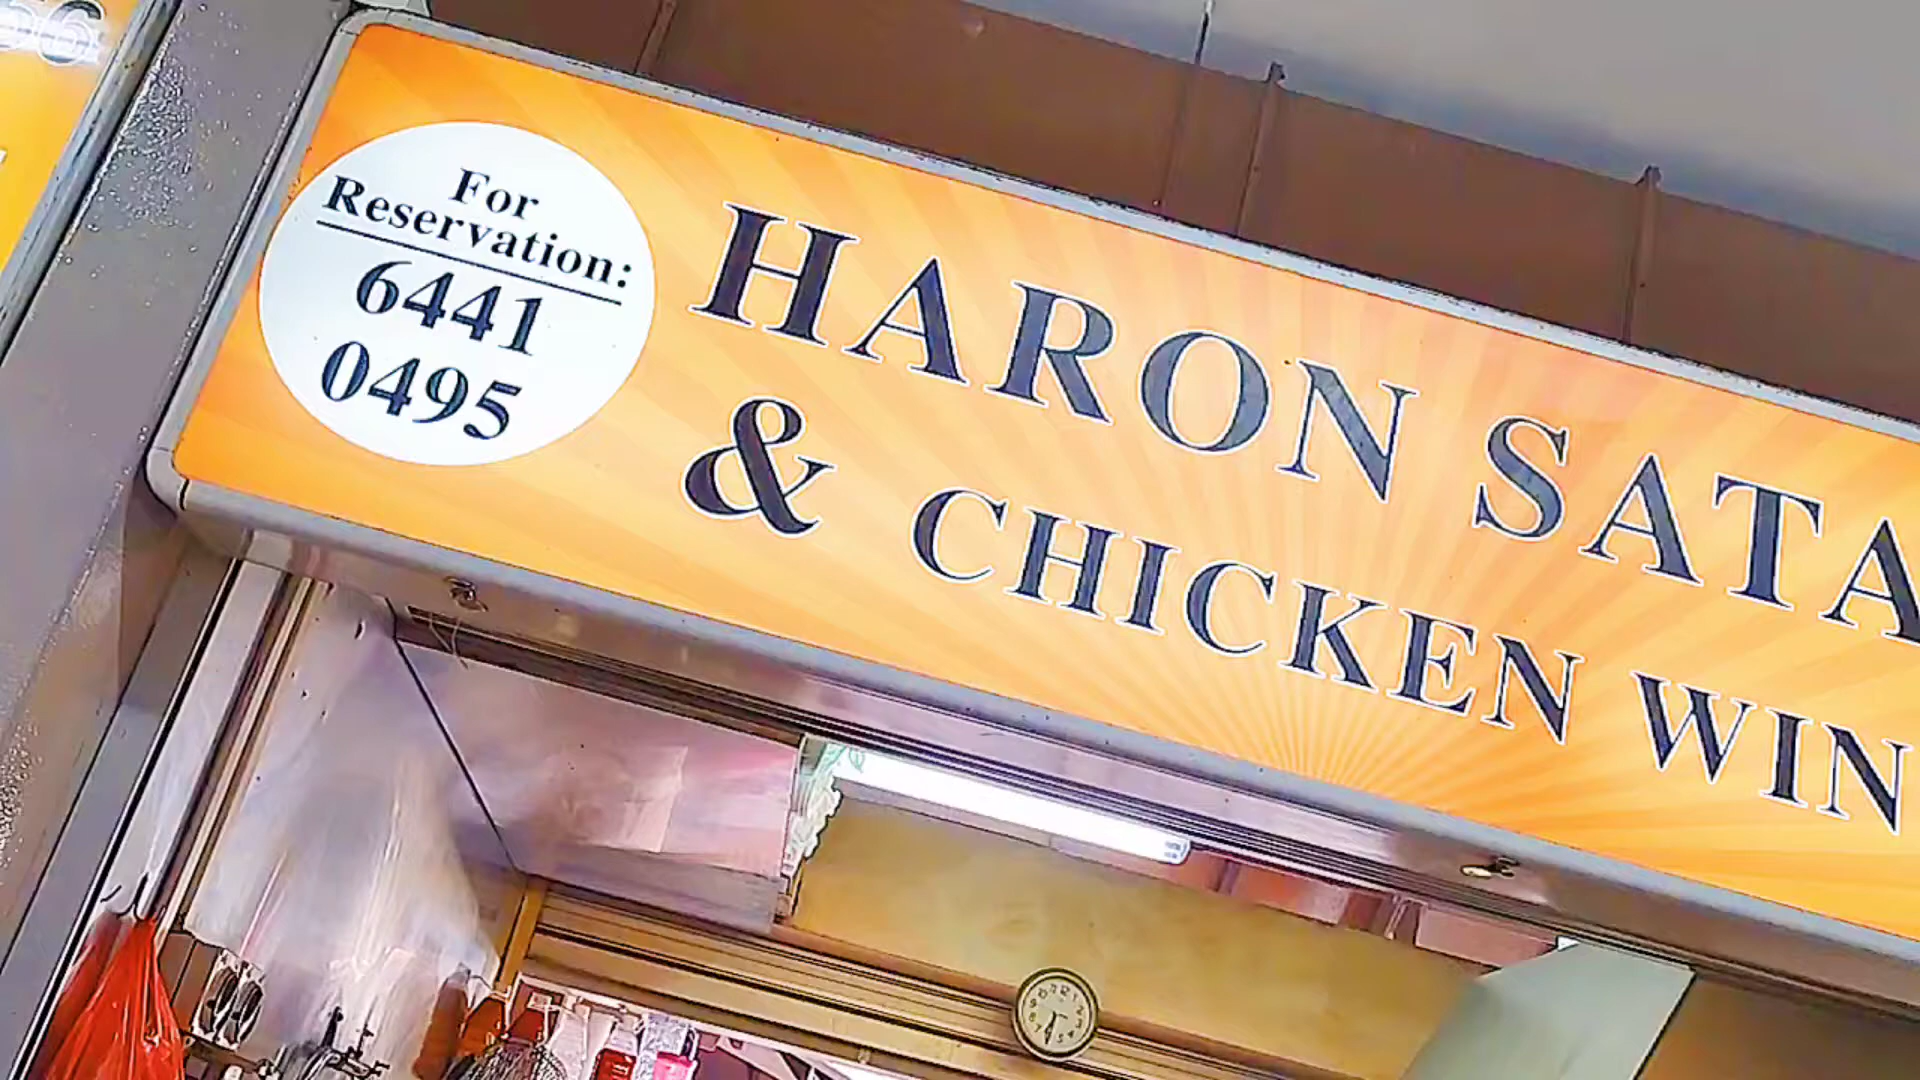 For
Reservation:
6441
0495
HARON SATA
& CHICKEN WIN